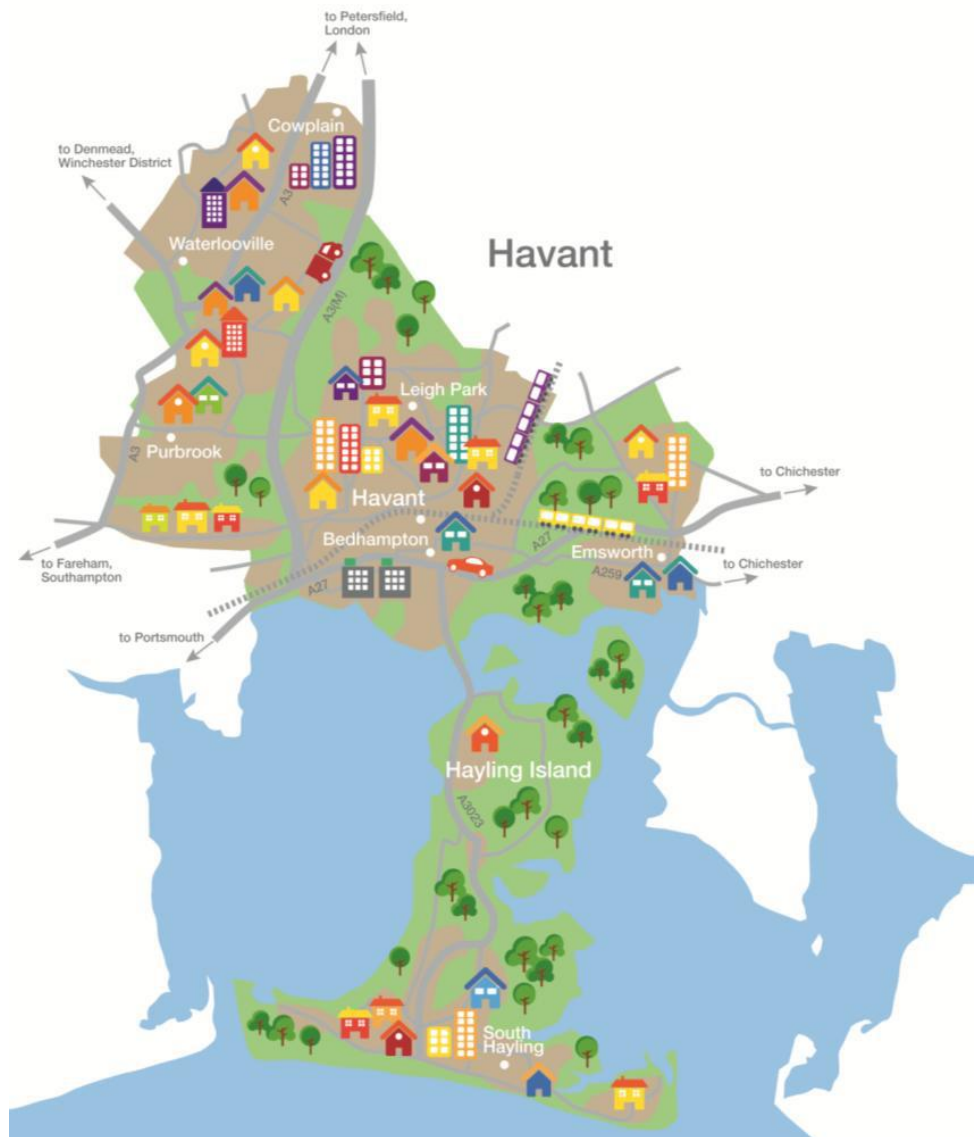 to Petersfield,
London
Cowplain
to Denmead,
Winchester District
A3
Waterlooville
Havant
A3(M)
Leigh Park
A3
Purbrook
to Chichester
Havant
Bedhampton
A27
Emsworth
to Fareham,
Southampton
A27
A259
to Chichester
to Portsmouth
Hayling Island
A3023
South
Hayling